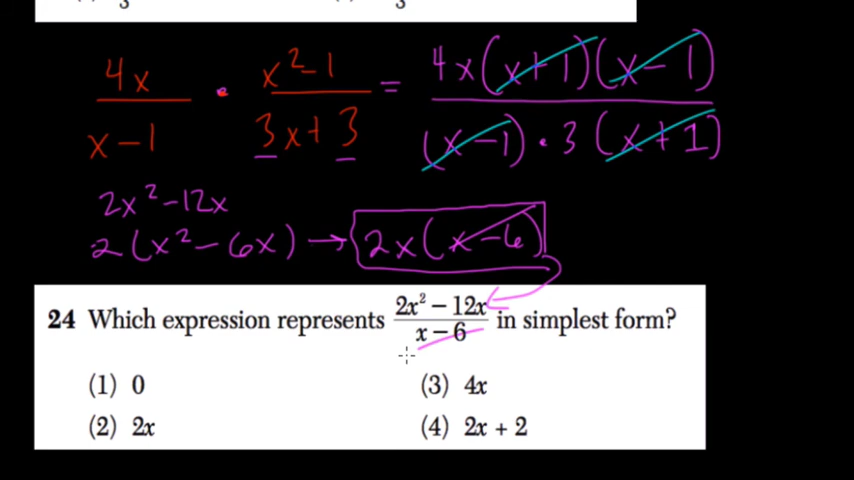 4x/(x-1) · (x²-1)/(3x+3) = 4x(x+1)(x-1)/((x-1)·3(x+1))
2x²-12x
2(x²-6x) → 2x(x-6)
24 Which expression represents (2x² − 12x)/(x − 6) in simplest form?
(1) 0 (3) 4x
(2) 2x (4) 2x + 2